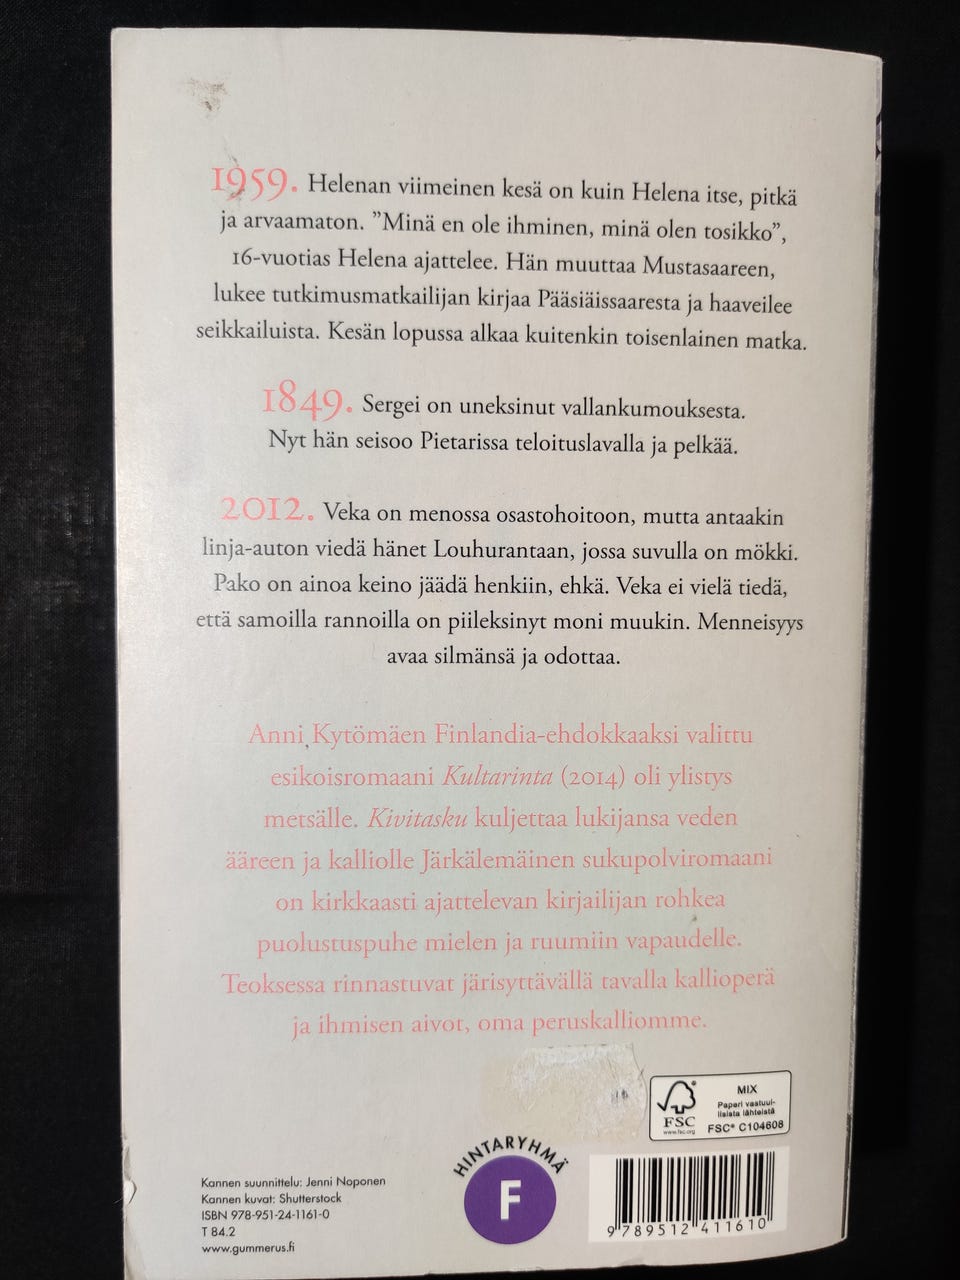 1959. Helenan viimeinen kesä on kuin Helena itse, pitkä
ja arvaamaton. ”Minä en ole ihminen, minä olen tosikko”,
16-vuotias Helena ajattelee. Hän muuttaa Mustasaareen,
lukee tutkimusmatkailijan kirjaa Pääsiäissaaresta ja haaveilee
seikkailuista. Kesän lopussa alkaa kuitenkin toisenlainen matka.
1849. Sergei on uneksinut vallankumouksesta.
Nyt hän seisoo Pietarissa teloituslavalla ja pelkää.
2012. Veka on menossa osastohoitoon, mutta antaakin
linja-auton viedä hänet Louhurantaan, jossa suvulla on mökki.
Pako on ainoa keino jäädä henkiin, ehkä. Veka ei vielä tiedä,
että samoilla rannoilla on piileksinyt moni muukin. Menneisyys
avaa silmänsä ja odottaa.
Anni Kytömäen Finlandia-ehdokkaaksi valittu
esikoisromaani Kultarinta (2014) oli ylistys
metsälle. Kivitasku kuljettaa lukijansa veden
ääreen ja kalliolle Järkälemäinen sukupolviromaani
on kirkkaasti ajattelevan kirjailijan rohkea
puolustuspuhe mielen ja ruumiin vapaudelle.
Teoksessa rinnastuvat järisyttävällä tavalla kallioperä
ja ihmisen aivot, oma peruskalliomme.
FSC
www.fsc.org
MIX
Paperi vastuul-
lisista lähteistä
FSC® C104608
HINTARYHMÄ
F
Kannen suunnittelu: Jenni Noponen
Kannen kuvat: Shutterstock
ISBN 978-951-24-1161-0
T 84.2
www.gummerus.fi
9 789512 411610